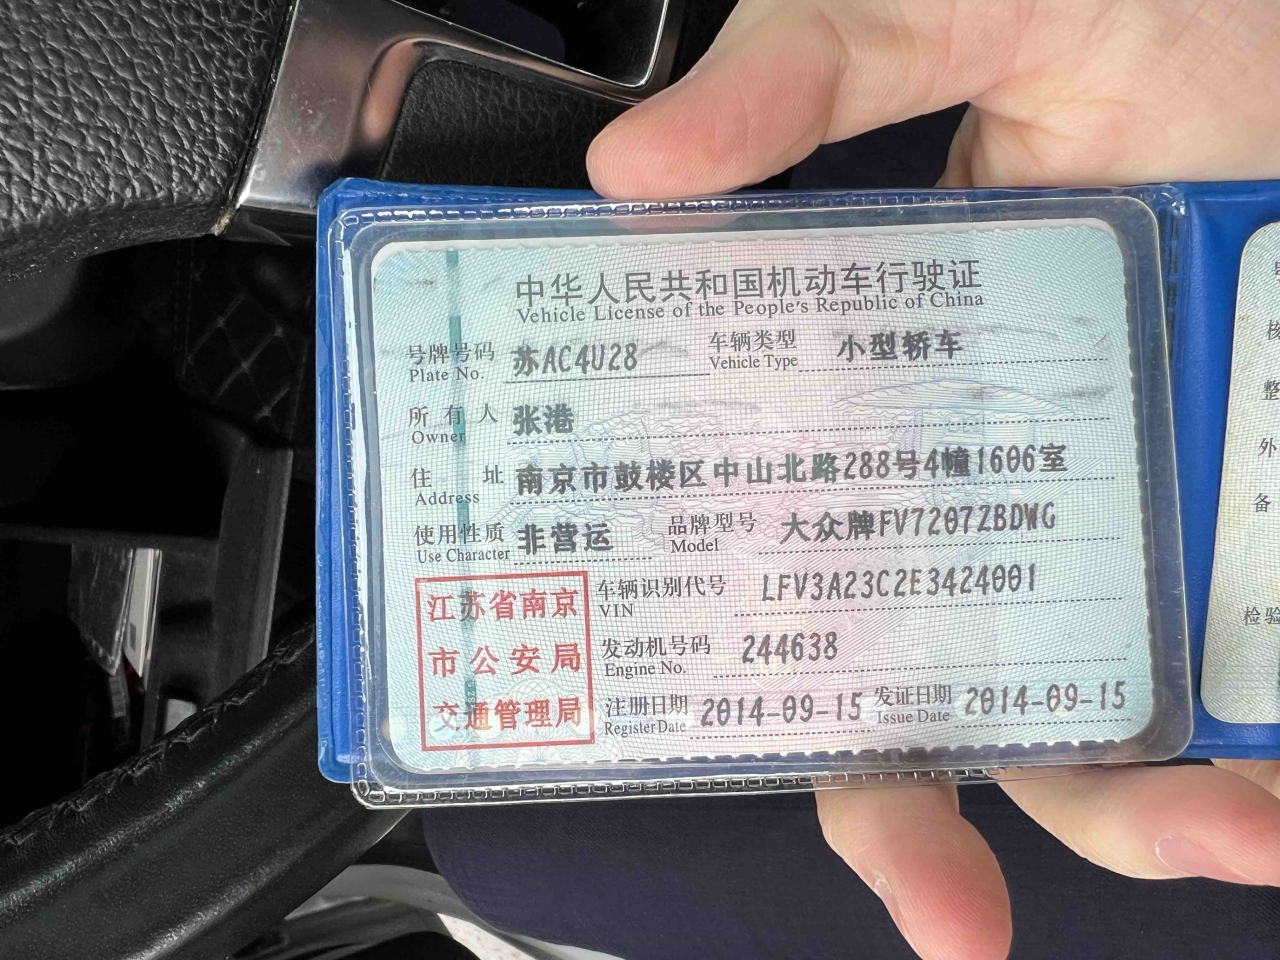 中华人民共和国机动车行驶证
Vehicle License of the People's Republic of China
号牌号码 苏AC4U28 车辆类型 小型轿车
Plate No. Vehicle Type
所有人 张港
Owner
住址 南京市鼓楼区中山北路288号4幢1606室
Address
使用性质 非营运 品牌型号 大众牌FV7207ZBDWG
Use Character Model
江苏省南京
市公安局
交通管理局
车辆识别代号 LFV3A23C2E3424001
VIN
发动机号码 244638
Engine No.
注册日期 2014-09-15 发证日期 2014-09-15
Register Date Issue Date
核
整
外
备
检验